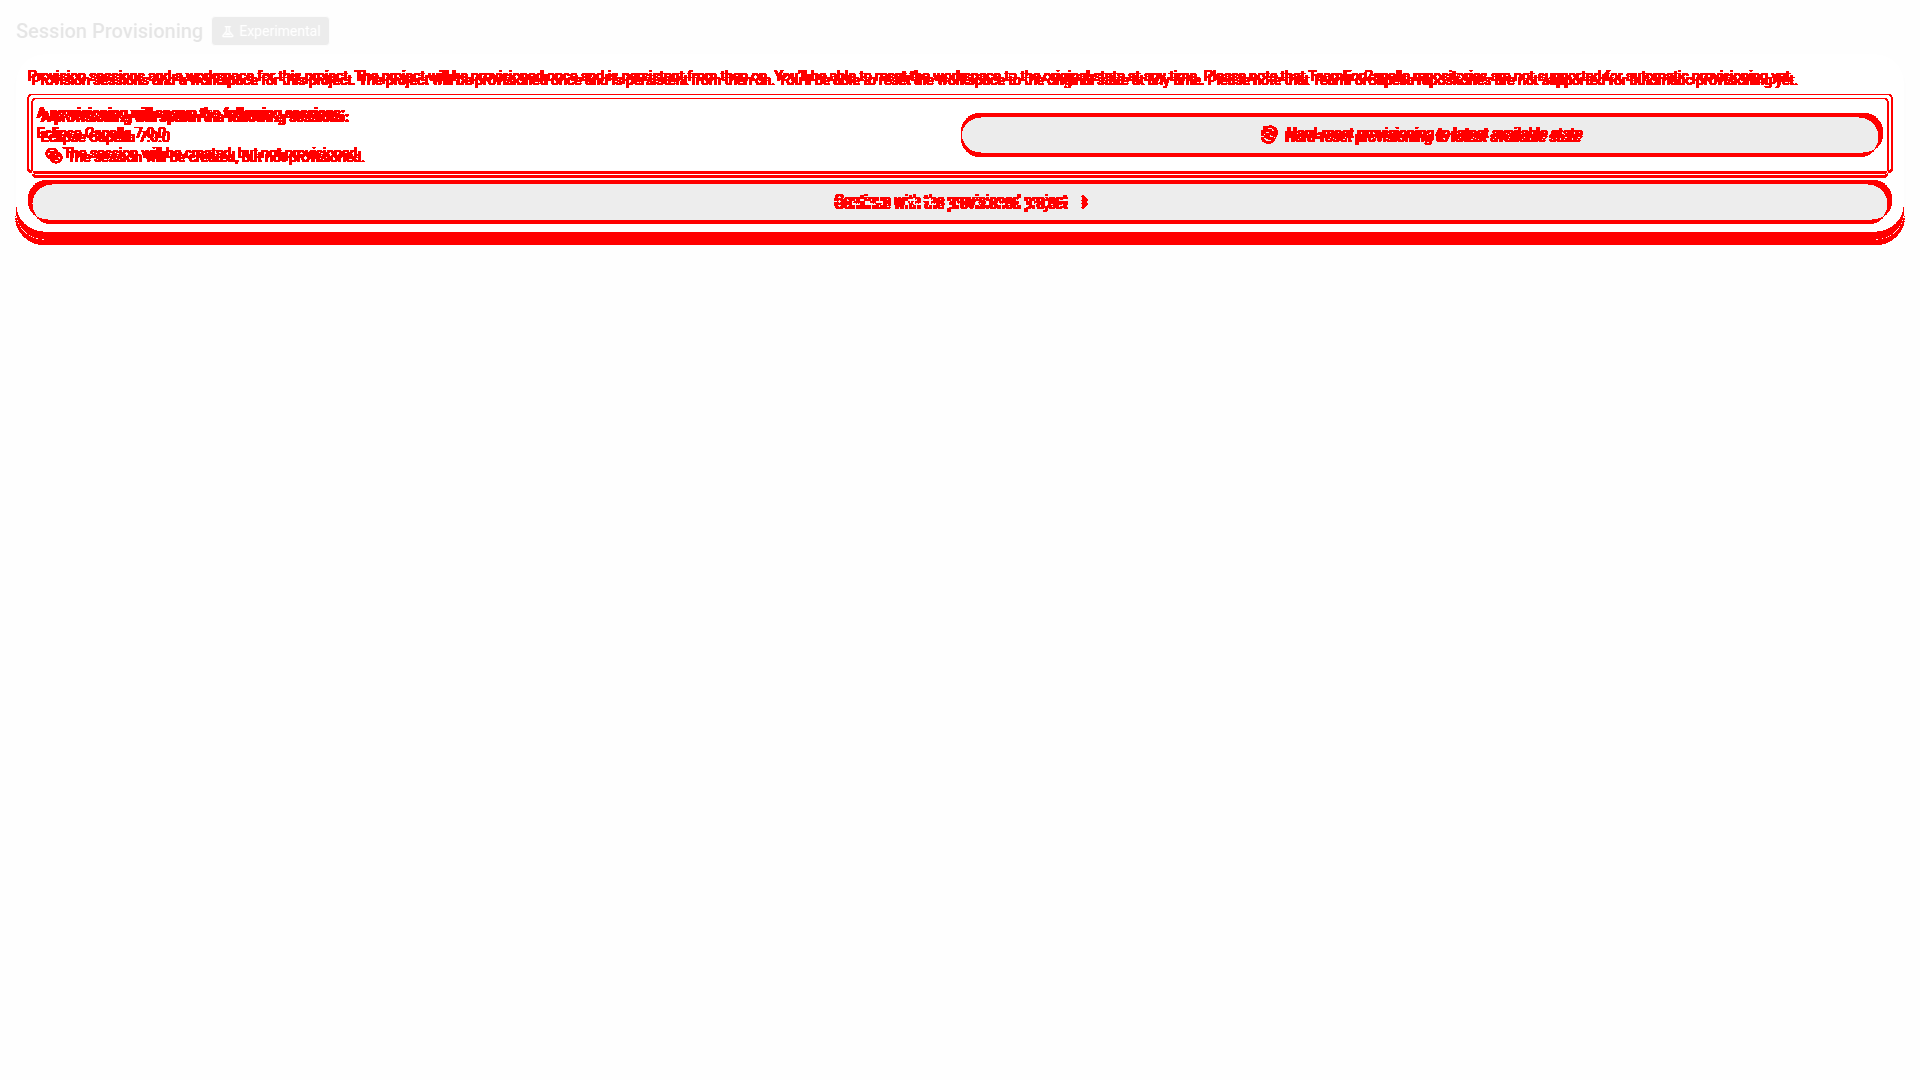 Session Provisioning Experimental
Provision sessions and a workspace for this project. The project will be provisioned once and is persistent from then on. You'll be able to reset the workspace to the original state at any time. Please note that TeamForCapella repositories are not supported for automatic provisioning yet.
A provisioning will spawn the following sessions:
Eclipse Capella 7.0.0
The session will be created, but not provisioned.
Hard-reset provisioning to latest available state
Continue with the provisioned project